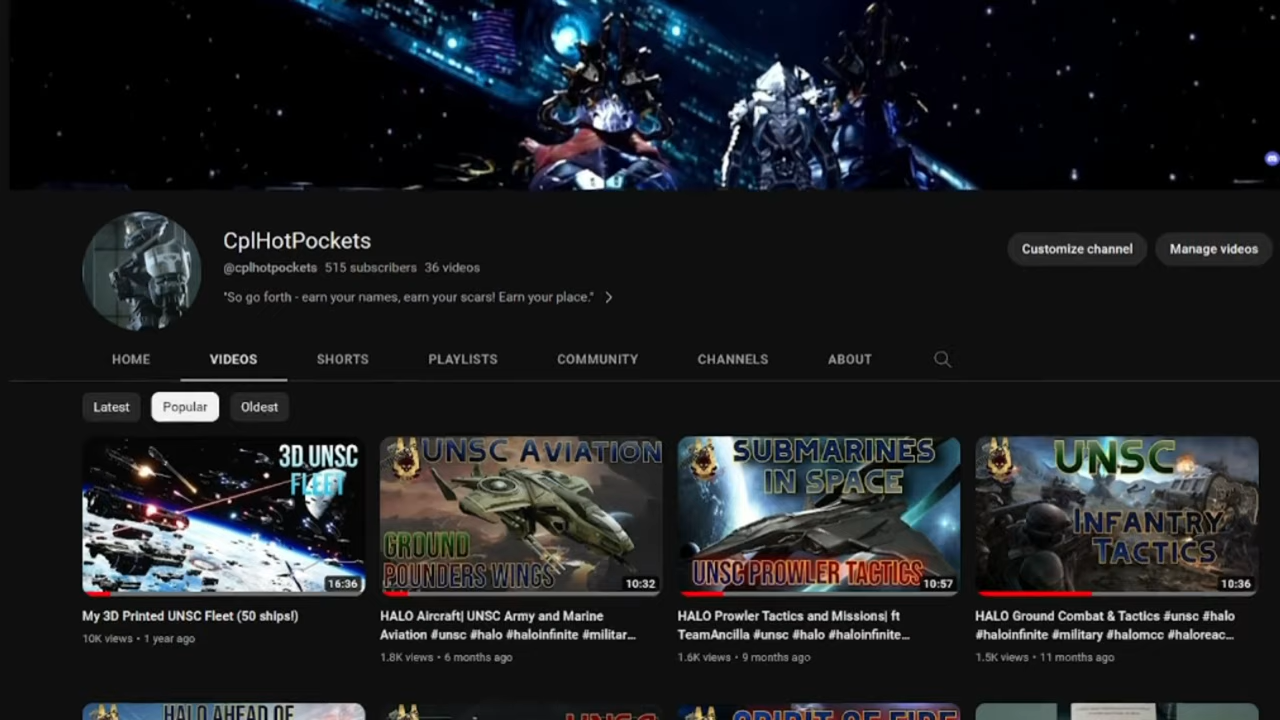 CplHotPockets
@cplhotpockets 515 subscribers 36 videos
"So go forth - earn your names, earn your scars! Earn your place."
Customize channel
Manage videos
HOME
VIDEOS
SHORTS
PLAYLISTS
COMMUNITY
CHANNELS
ABOUT
Latest
Popular
Oldest
3D UNSC
FLEET
16:36
My 3D Printed UNSC Fleet (50 ships!)
10K views • 1 year ago
UNSC AVIATION
GROUND
POUNDERS WINGS
10:32
HALO Aircraft| UNSC Army and Marine
Aviation #unsc #halo #haloinfinite #militar...
1.8K views • 6 months ago
SUBMARINES
IN SPACE
UNSC PROWLER TACTICS
10:57
HALO Prowler Tactics and Missions| ft
TeamAncilla #unsc #halo #haloinfinite...
1.6K views • 9 months ago
UNSC
INFANTRY
TACTICS
10:36
HALO Ground Combat & Tactics #unsc #halo
#haloinfinite #military #halomcc #haloreac...
1.5K views • 11 months ago
HALO AHEAD OF
UNSC
SPIRIT OF FIRE